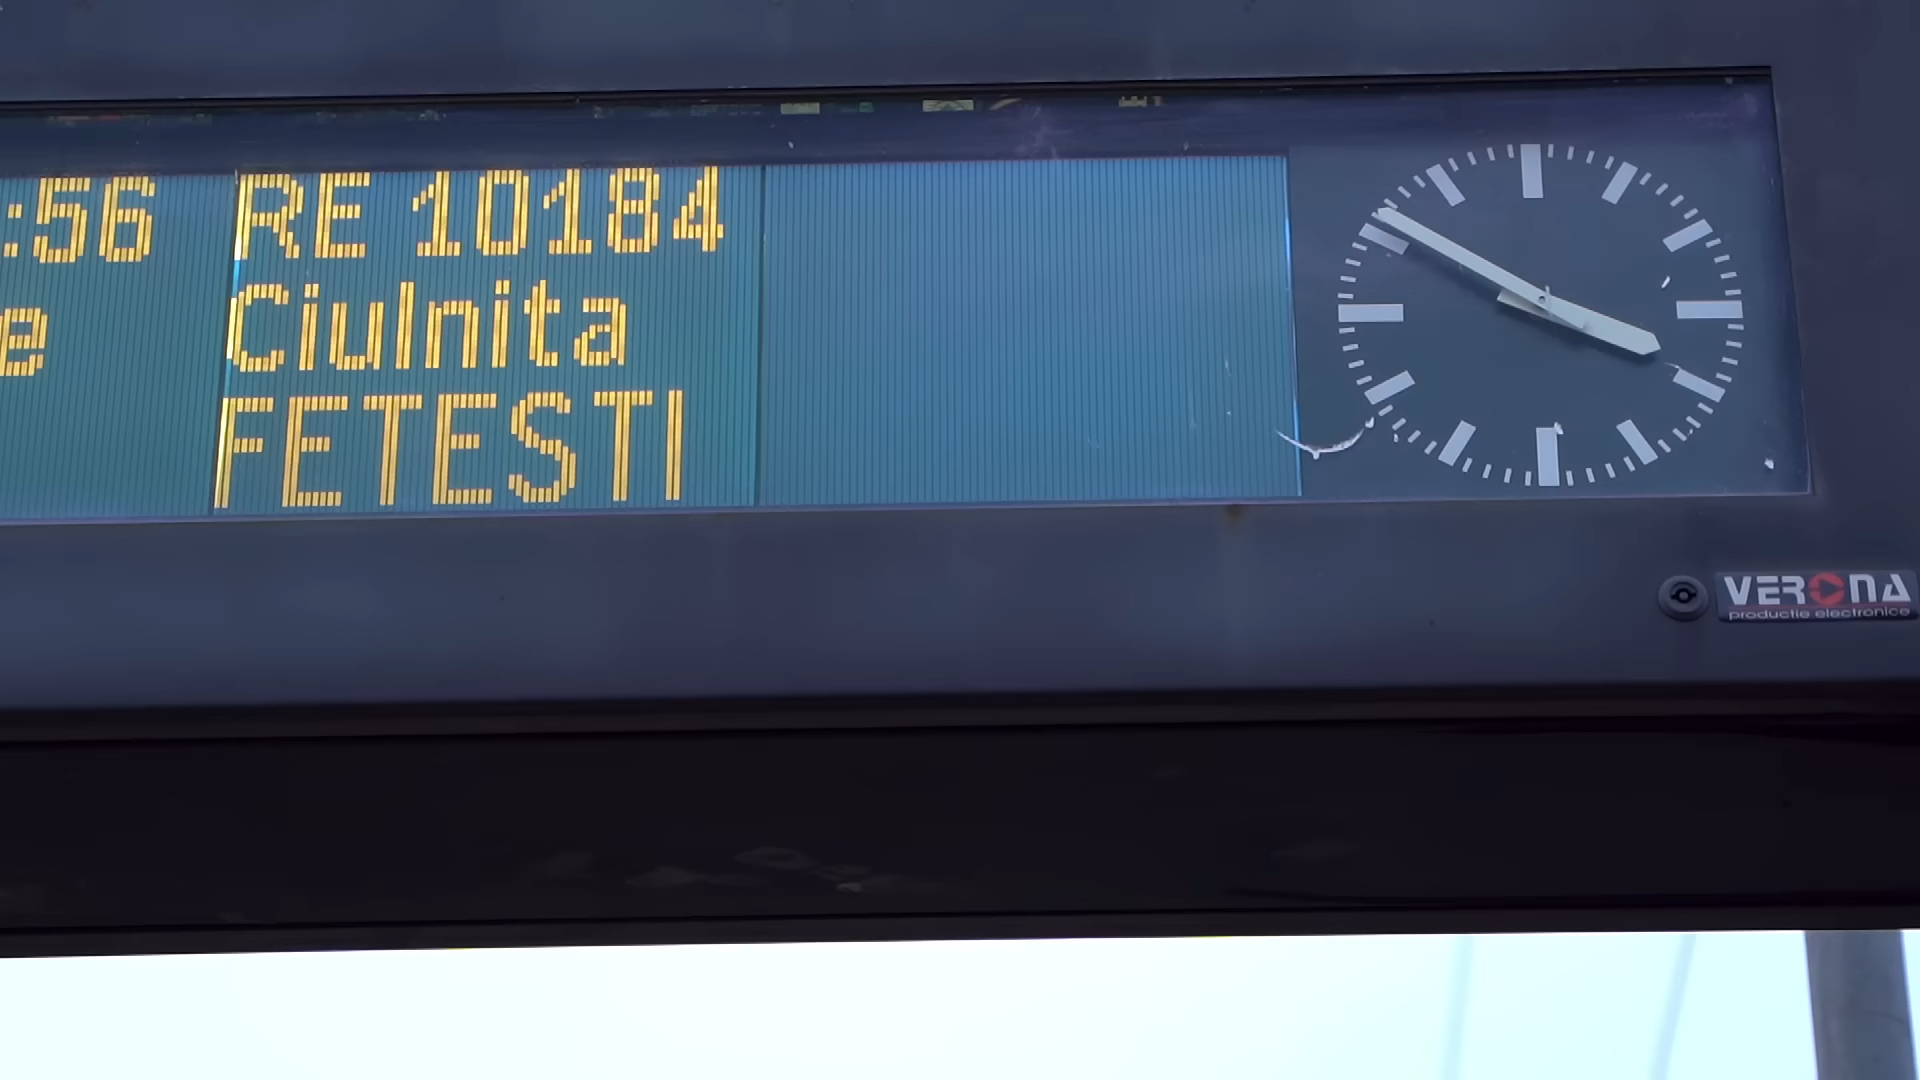 :56 RE 10184
e Ciulnita
FETESTI
VERONA
productie electronice